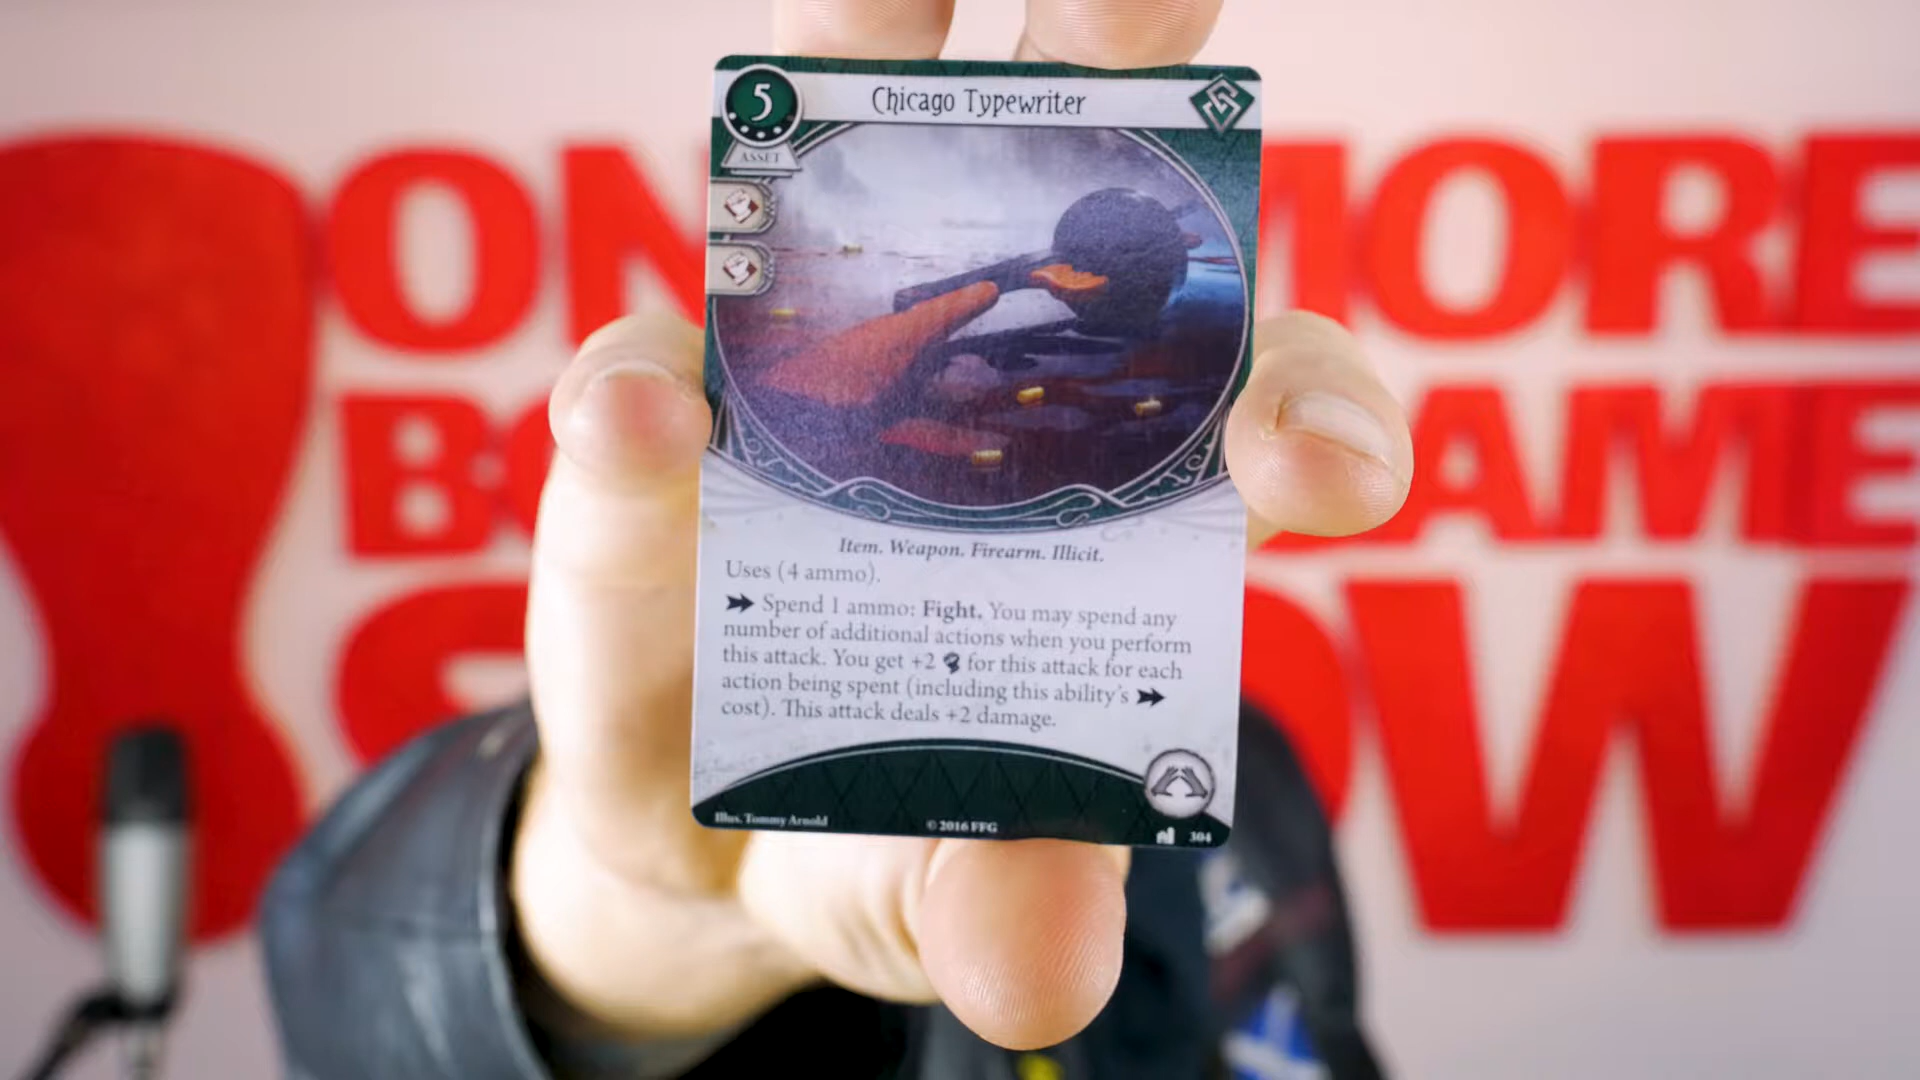 5
Chicago Typewriter
ASSET
Item. Weapon. Firearm. Illicit.
Uses (4 ammo).
Spend 1 ammo: Fight. You may spend any
number of additional actions when you perform
this attack. You get +2 for this attack for each
action being spent (including this ability's
cost). This attack deals +2 damage.
Illus. Tommy Arnold
© 2016 FFG
304
MORE
W